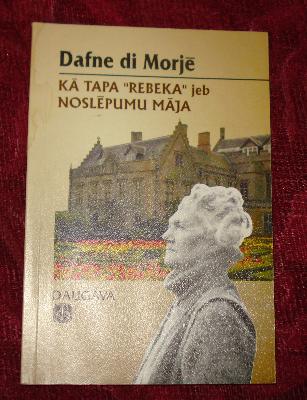 Dafne di Morjē
KĀ TAPA "REBEKA" jeb
NOSLĒPUMU MĀJA
DAUGAVA